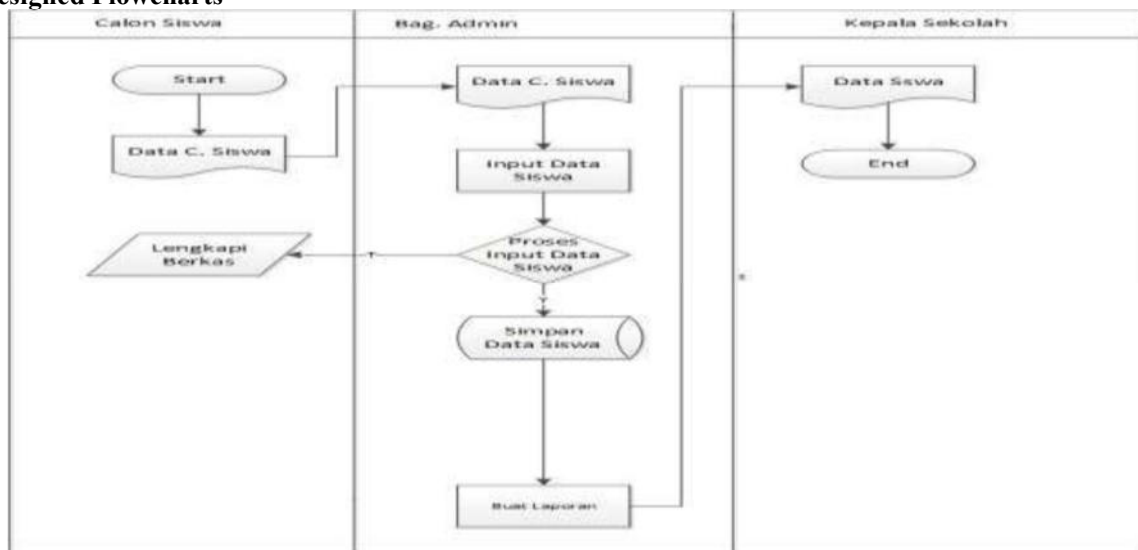 esigned Flowcharts
Calon Siswa
Bag. Admin
Kepala Sekolah
Start
Data C. Siswa
Data C. Siswa
Data Sswa
Input Data
Siswa
End
Lengkapi
Berkas
T
Proses
Input Data
Siswa
Y
Simpan
Data Siswa
Buat Laporan